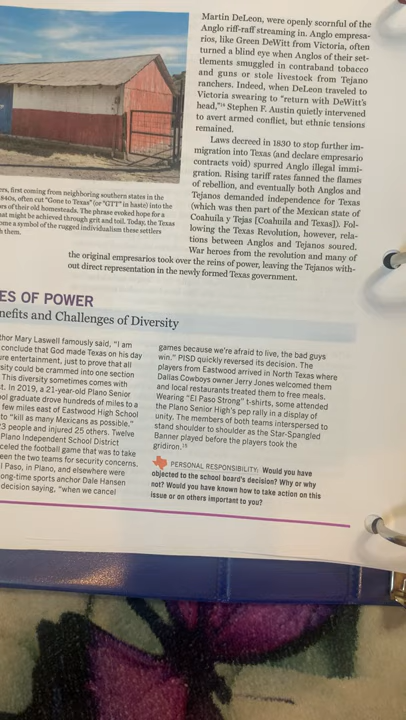 Martín DeLeon, were openly scornful of the
Anglo riff-raff streaming in. Anglo empresa-
rios, like Green DeWitt from Victoria, often
turned a blind eye when Anglos of their set-
tlements smuggled in contraband tobacco
and guns or stole livestock from Tejano
ranchers. Indeed, when DeLeon traveled to
Victoria swearing to "return with DeWitt's
head," Stephen F. Austin quietly intervened
to avert armed conflict, but ethnic tensions
remained.
Laws decreed in 1830 to stop further im-
migration into Texas (and declare empresario
contracts void) spurred Anglo illegal immi-
gration. Rising tariff rates fanned the flames
of rebellion, and eventually both Anglos and
Tejanos demanded independence for Texas
(which was then part of the Mexican state of
Coahuila y Tejas [Coahuila and Texas]). Fol-
lowing the Texas Revolution, however, rela-
tions between Anglos and Tejanos soured.
War heroes from the revolution and many of
the original empresarios took over the reins of power, leaving the Tejanos with-
out direct representation in the newly formed Texas government.
ers, first coming from neighboring southern states in the
840s, often cut "Gone to Texas" (or "GTT" in haste) into the
rs of their old homesteads. The phrase evoked hope for a
at might be achieved through grit and toil. Today, the Texas
ome a symbol of the rugged individualism these settlers
h them.
ES OF POWER
nefits and Challenges of Diversity
thor Mary Laswell famously said, "I am
conclude that God made Texas on his day
ure entertainment, just to prove that all
sity could be crammed into one section
This diversity sometimes comes with
t. In 2019, a 21-year-old Plano Senior
ol graduate drove hundreds of miles to a
few miles east of Eastwood High School
to "kill as many Mexicans as possible,"
3 people and injured 25 others. Twelve
Plano Independent School District
celed the football game that was to take
een the two teams for security concerns.
l Paso, in Plano, and elsewhere were
ong-time sports anchor Dale Hansen
decision saying, "when we cancel
games because we're afraid to live, the bad guys
win." PISD quickly reversed its decision. The
players from Eastwood arrived in North Texas where
Dallas Cowboys owner Jerry Jones welcomed them
and local restaurants treated them to free meals.
Wearing "El Paso Strong" t-shirts, some attended
the Plano Senior High's pep rally in a display of
unity. The members of both teams interspersed to
stand shoulder to shoulder as the Star-Spangled
Banner played before the players took the
gridiron.
PERSONAL RESPONSIBILITY: Would you have
objected to the school board's decision? Why or why
not? Would you have known how to take action on this
issue or on others important to you?